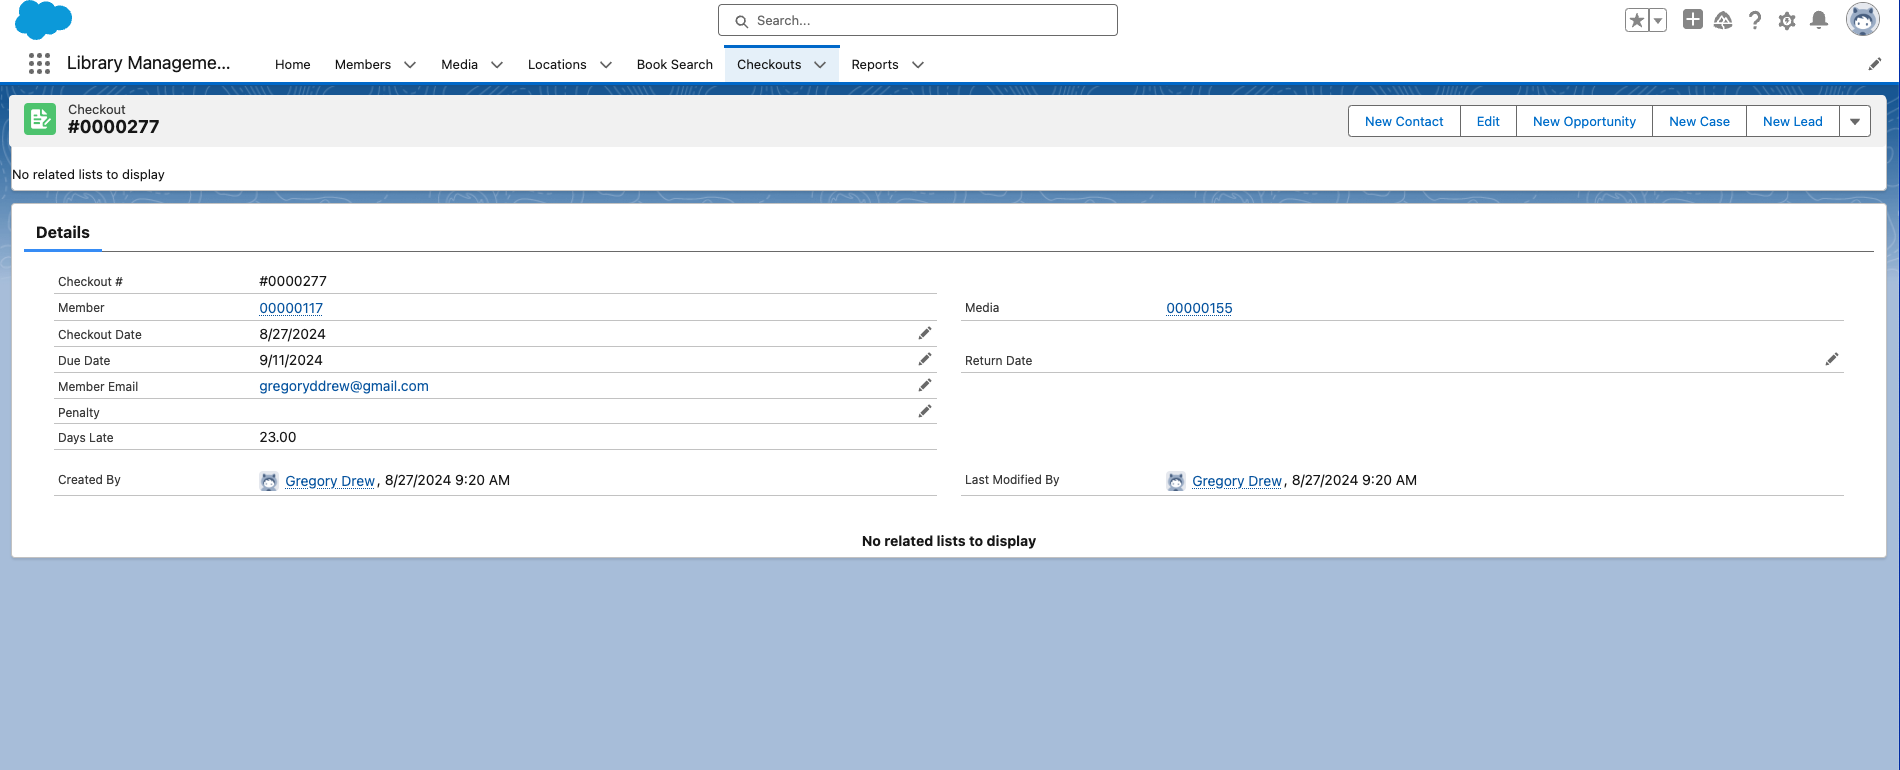 Search...
Library Manageme...
Home
Members
Media
Locations
Book Search
Checkouts
Reports
Checkout
#0000277
New Contact
Edit
New Opportunity
New Case
New Lead
No related lists to display
Details
Checkout #
#0000277
Member
00000117
Media
00000155
Checkout Date
8/27/2024
Due Date
9/11/2024
Return Date
Member Email
gregoryddrew@gmail.com
Penalty
Days Late
23.00
Created By
Gregory Drew, 8/27/2024 9:20 AM
Last Modified By
Gregory Drew, 8/27/2024 9:20 AM
No related lists to display